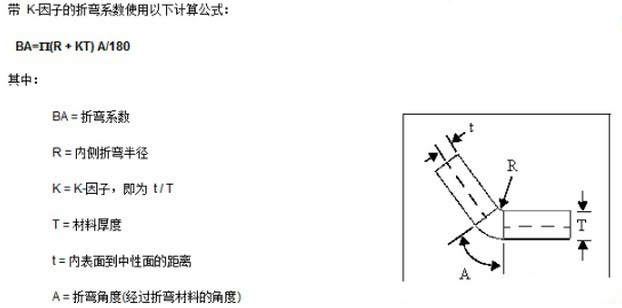 带 K-因子的折弯系数使用以下计算公式：
BA=Π(R + KT) A/180
其中：
BA = 折弯系数
R = 内侧折弯半径
K = K-因子，即为 t / T
T = 材料厚度
t = 内表面到中性面的距离
A = 折弯角度(经过折弯材料的角度)
t
R
T
A